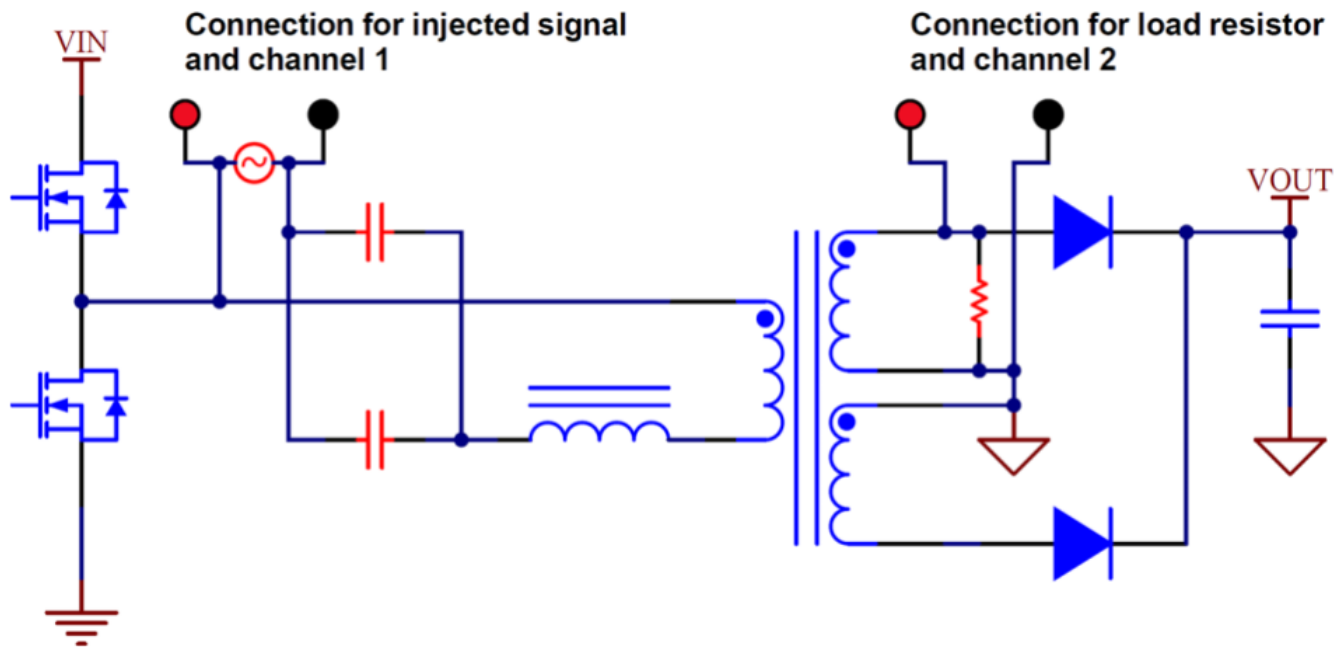 Connection for injected signal
and channel 1
Connection for load resistor
and channel 2
VIN
VOUT